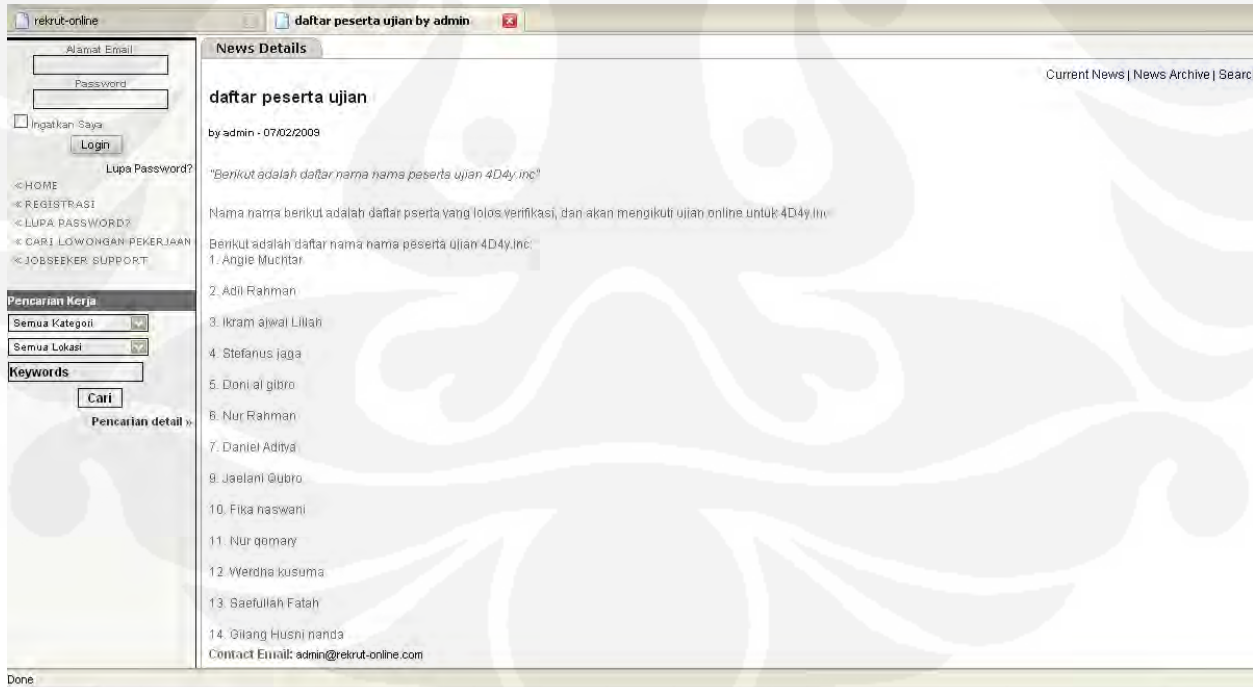 rekrut-online
daftar peserta ujian by admin
Alamat Email
Password
Ingatkan Saya
Login
Lupa Password?
< HOME
< REGISTRASI
< LUPA PASSWORD?
< CARI LOWONGAN PEKERJAAN
< JOBSEEKER SUPPORT
Pencarian Kerja
Semua Kategori
Semua Lokasi
Keywords
Cari
Pencarian detail »
News Details
Current News | News Archive | Searc
daftar peserta ujian
by admin - 07/02/2009
"Berikut adalah daftar nama nama peserta ujian 4D4y.inc"
Nama nama berikut adalah daftar pserta yang lolos verifikasi, dan akan mengikuti ujian online untuk 4D4y.inc
Berikut adalah daftar nama nama peserta ujian 4D4y.inc:
1. Angie Muchtar
2. Adil Rahman
3. Ikram ajwal Lillah
4. Stefanus jaga
5. Doni al gibro
6. Nur Rahman
7. Daniel Aditya
9. Jaelani Qubro
10. Fika naswani
11. Nur qomary
12. Werdha kusuma
13. Saefullah Fatah
14. Gilang Husni nanda
Contact Email: admin@rekrut-online.com
Done